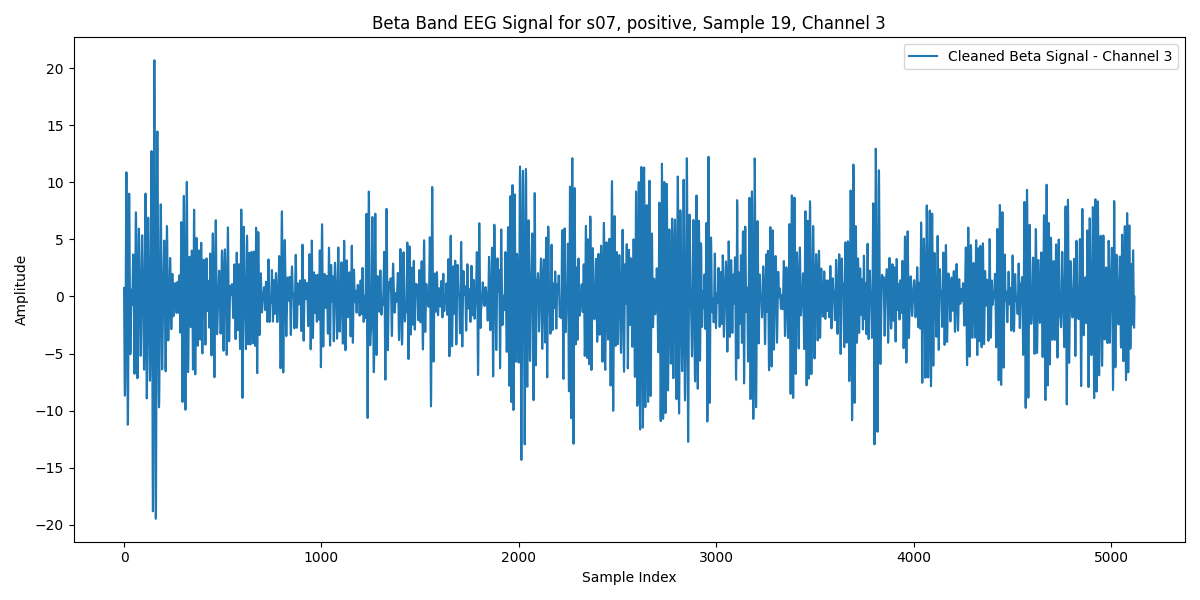 Beta Band EEG Signal for s07, positive, Sample 19, Channel 3
Cleaned Beta Signal - Channel 3
Amplitude
20
15
10
5
0
−5
−10
−15
−20
0 1000 2000 3000 4000 5000
Sample Index